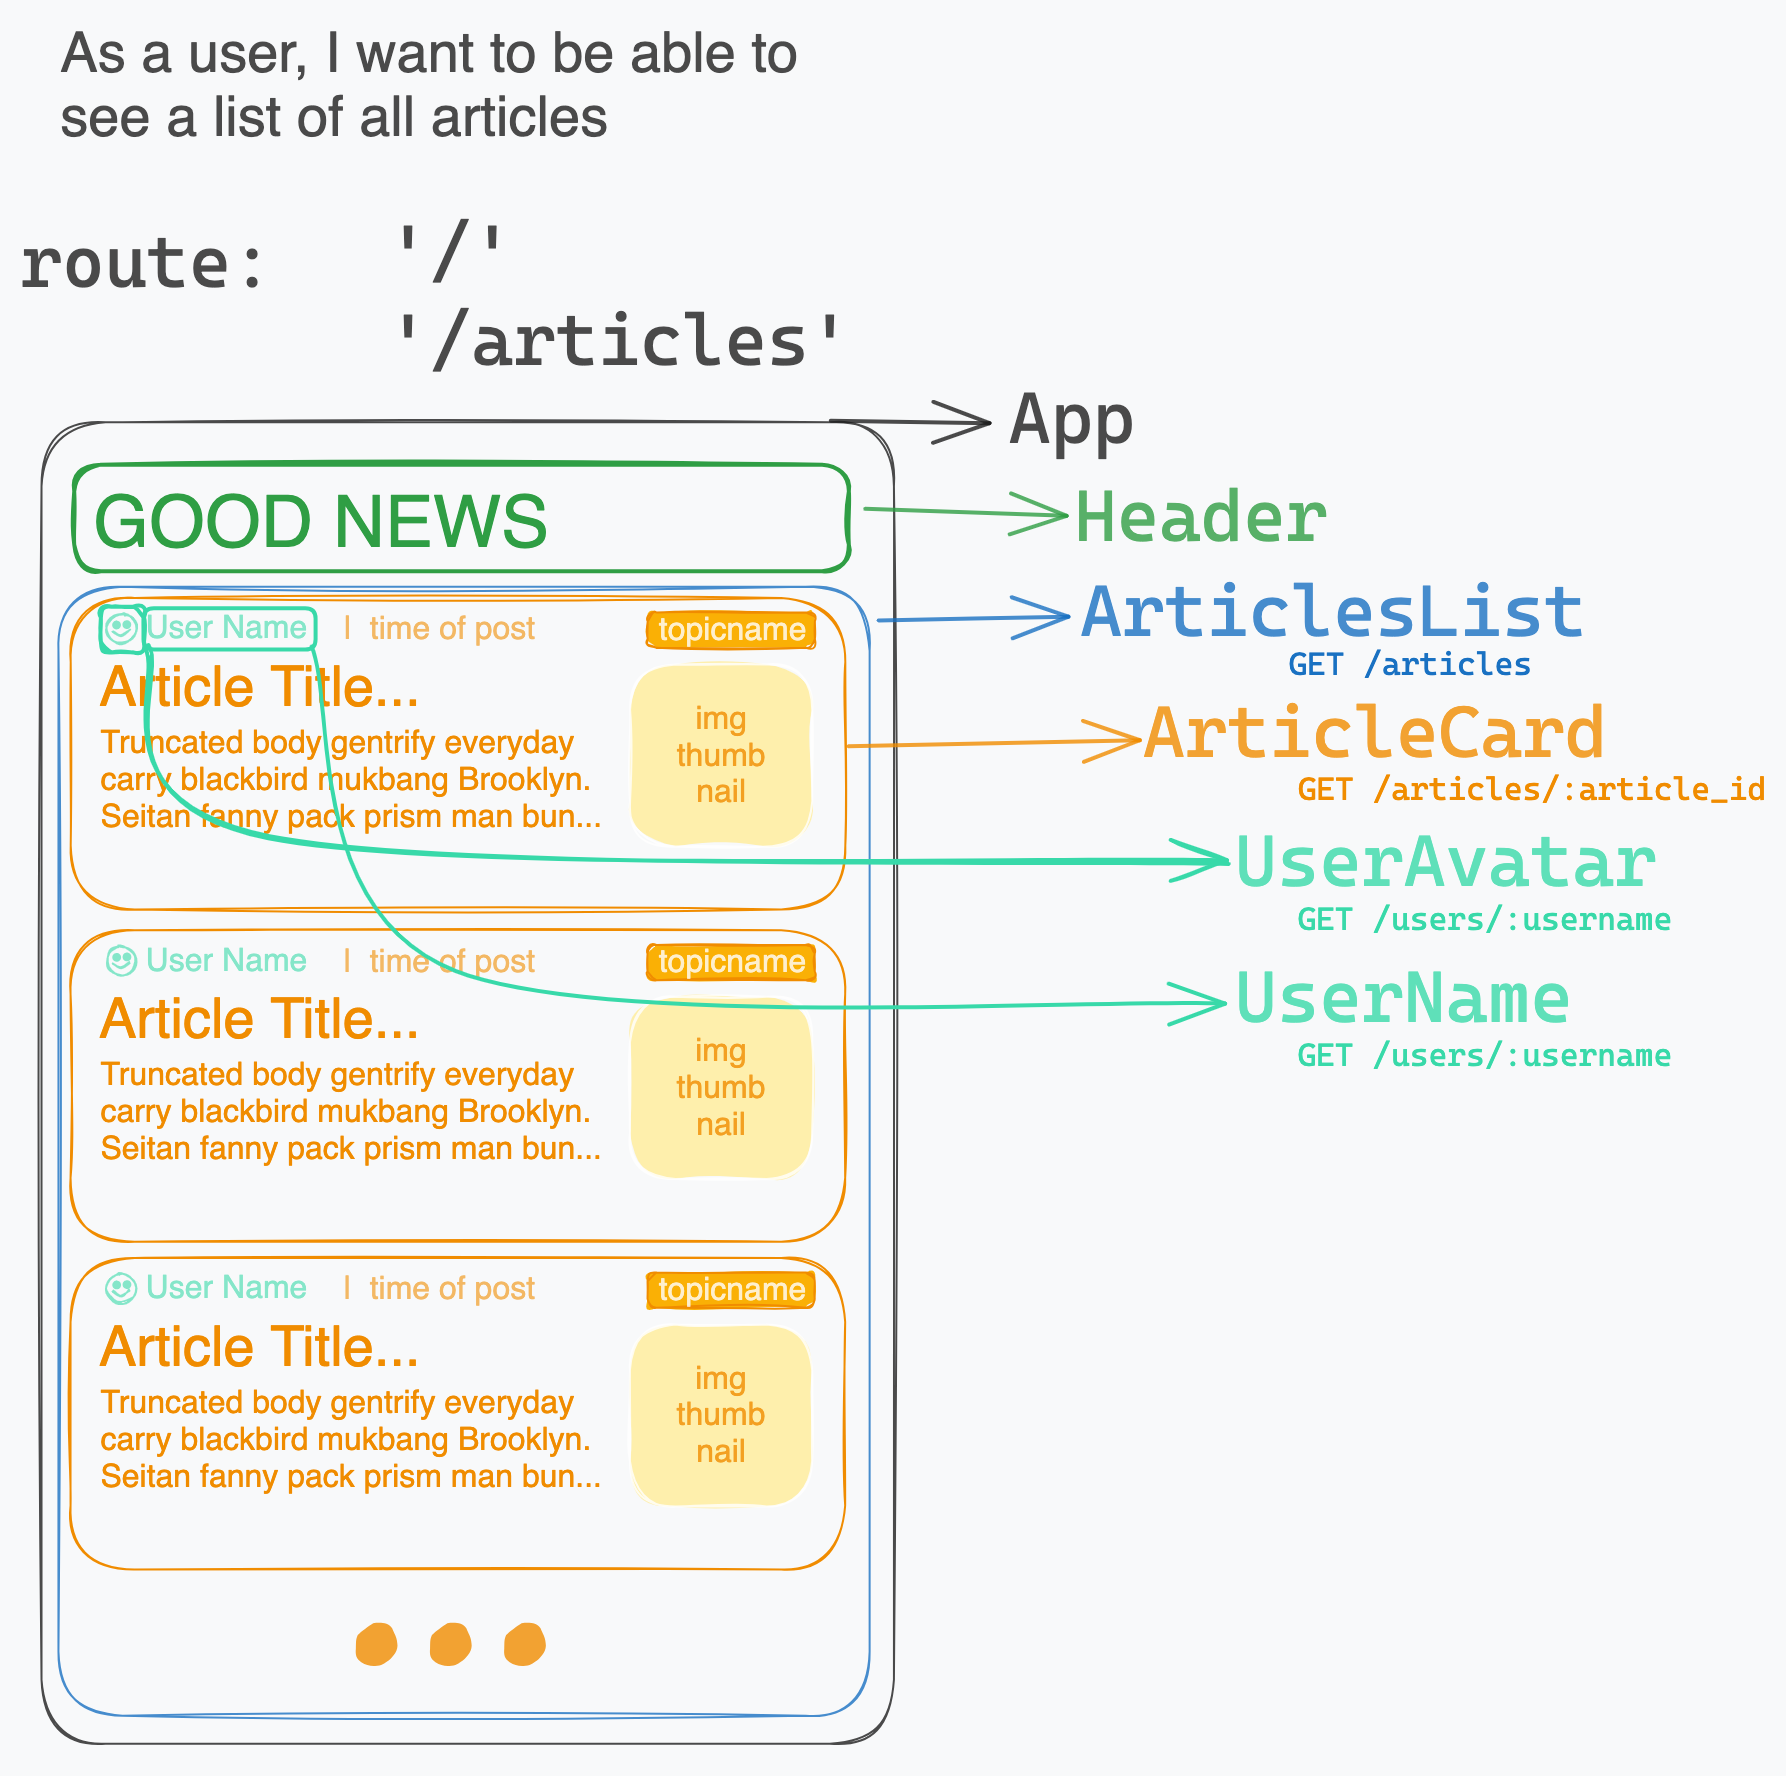 As a user, I want to be able to
see a list of all articles
route: '/'
'/articles'
App
GOOD NEWS
Header
ArticlesList
GET /articles
User Name | time of post topicname
Article Title...
Truncated body gentrify everyday
carry blackbird mukbang Brooklyn.
Seitan fanny pack prism man bun...
img
thumb
nail
ArticleCard
GET /articles/:article_id
UserAvatar
GET /users/:username
User Name | time of post topicname
Article Title...
Truncated body gentrify everyday
carry blackbird mukbang Brooklyn.
Seitan fanny pack prism man bun...
img
thumb
nail
UserName
GET /users/:username
User Name | time of post topicname
Article Title...
Truncated body gentrify everyday
carry blackbird mukbang Brooklyn.
Seitan fanny pack prism man bun...
img
thumb
nail